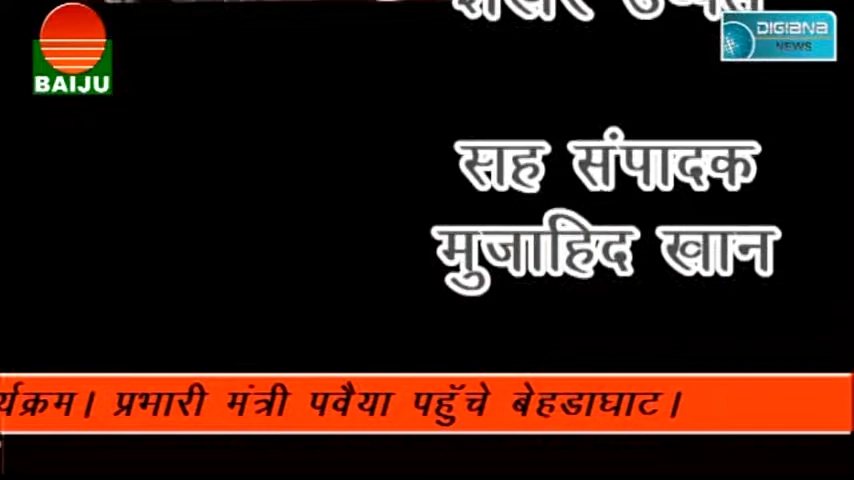 DIGIANA
NEWS
BAIJU
सह संपादक
मुजाहिद खान
प्रभारी मंत्री पवैया पहुँचे बेहडाघाट।